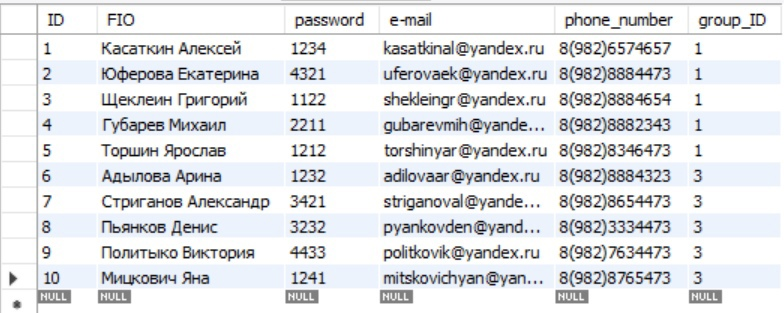 ID FIO password e-mail phone_number group_ID
1 Касаткин Алексей 1234 kasatkinal@yandex.ru 8(982)6574657 1
2 Юферова Екатерина 4321 uferovaek@yandex.ru 8(982)8884473 1
3 Щеклеин Григорий 1122 shekleingr@yandex.ru 8(982)8884654 1
4 Губарев Михаил 2211 gubarevmih@yande... 8(982)8882343 1
5 Торшин Ярослав 1212 torshinyar@yandex.ru 8(982)8346473 1
6 Адылова Арина 1232 adilovaar@yandex.ru 8(982)8884323 3
7 Стриганов Александр 3421 striganoval@yande... 8(982)8654473 3
8 Пьянков Денис 3232 pyankovden@yand... 8(982)3334473 3
9 Политыко Виктория 4433 politkovik@yandex.ru 8(982)7634473 3
10 Мицкович Яна 1241 mitskovichyan@yan... 8(982)8765473 3
NULL NULL NULL NULL NULL NULL